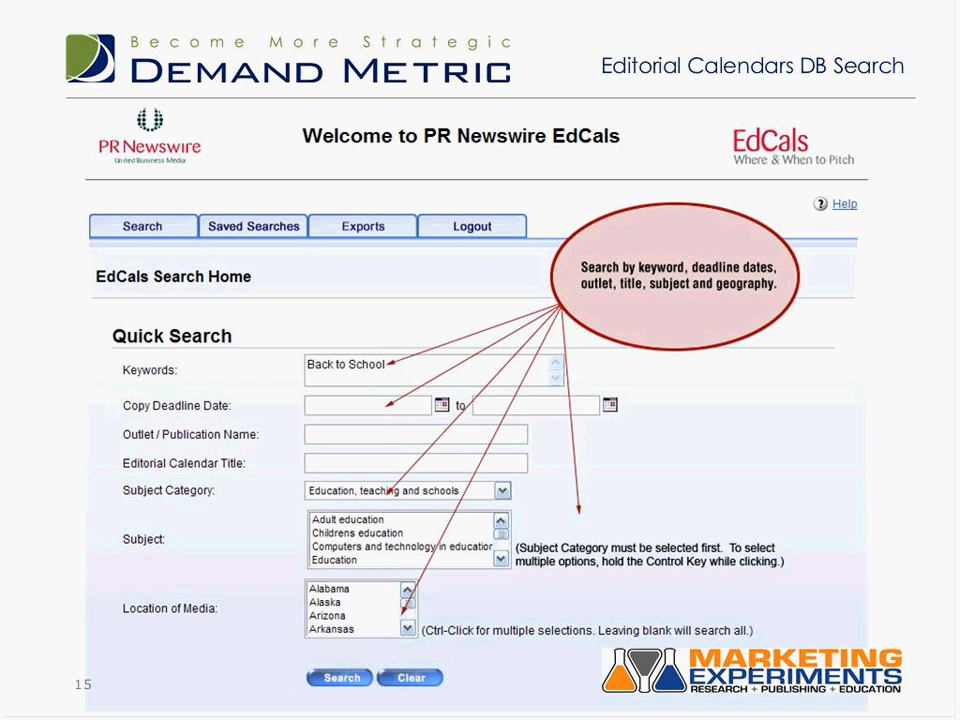 Become More Strategic
DEMAND METRIC
Editorial Calendars DB Search
PR Newswire
United Business Media
Welcome to PR Newswire EdCals
EdCals
Where & When to Pitch
? Help
Search
Saved Searches
Exports
Logout
EdCals Search Home
Search by keyword, deadline dates,
outlet, title, subject and geography.
Quick Search
Keywords:
Back to School
Copy Deadline Date:
to
Outlet / Publication Name:
Editorial Calendar Title:
Subject Category:
Education, teaching and schools
Subject:
Adult education
Childrens education
Computers and technology in education
Education
(Subject Category must be selected first. To select
multiple options, hold the Control Key while clicking.)
Location of Media:
Alabama
Alaska
Arizona
Arkansas
(Ctrl-Click for multiple selections. Leaving blank will search all.)
Search
Clear
15
MARKETING
EXPERIMENTS
RESEARCH + PUBLISHING + EDUCATION